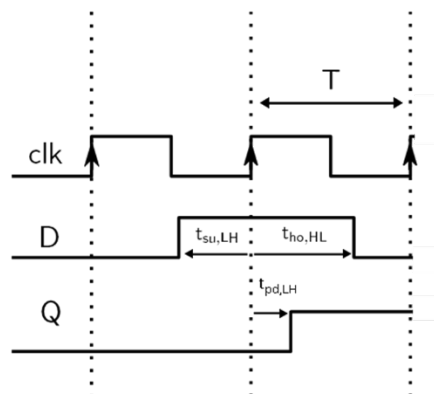 T
clk
D
t_su,LH t_ho,HL
t_pd,LH
Q